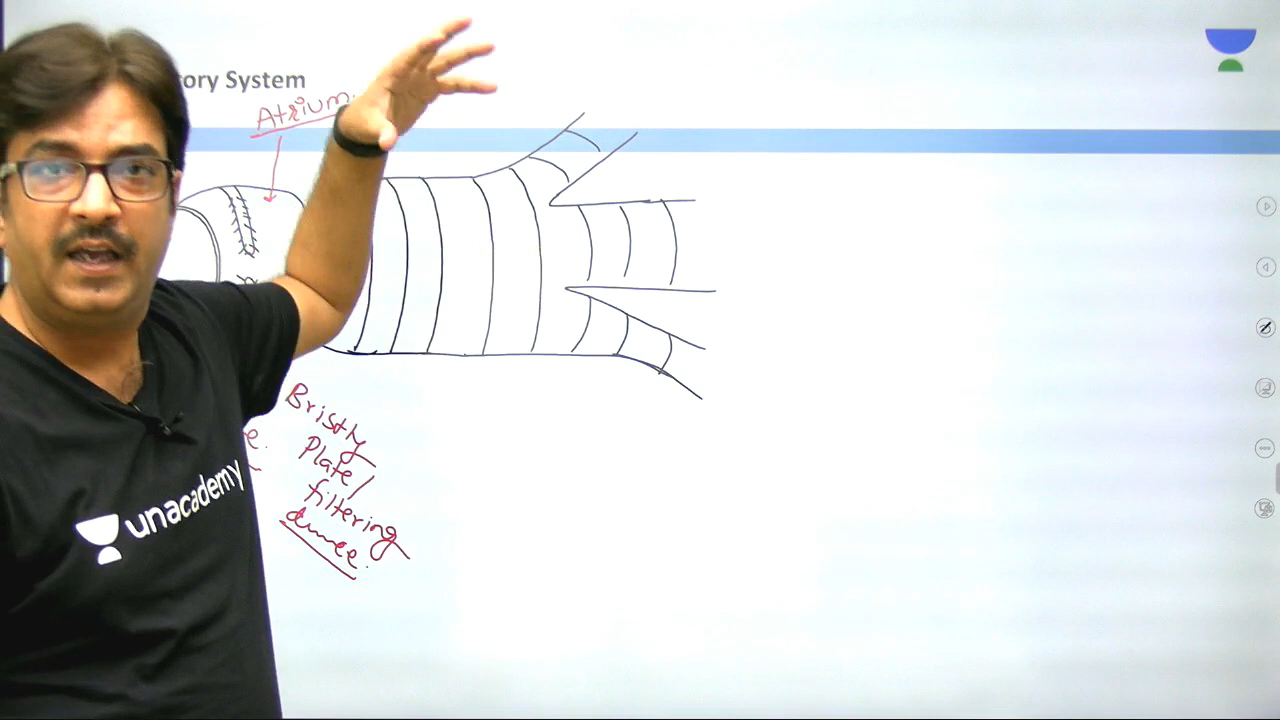 tory System
Atrium.
Bristly
Plate/
filtering
e.
unacademy